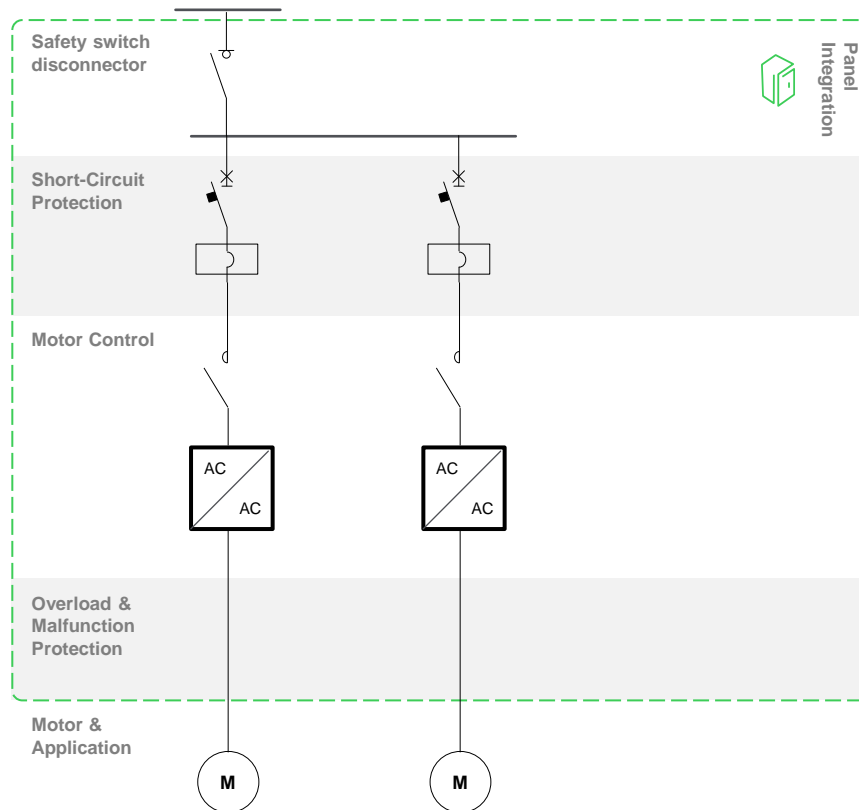 Safety switch
disconnector
Panel
Integration
Short-Circuit
Protection
Motor Control
AC
AC
AC
AC
Overload &
Malfunction
Protection
Motor &
Application
M
M